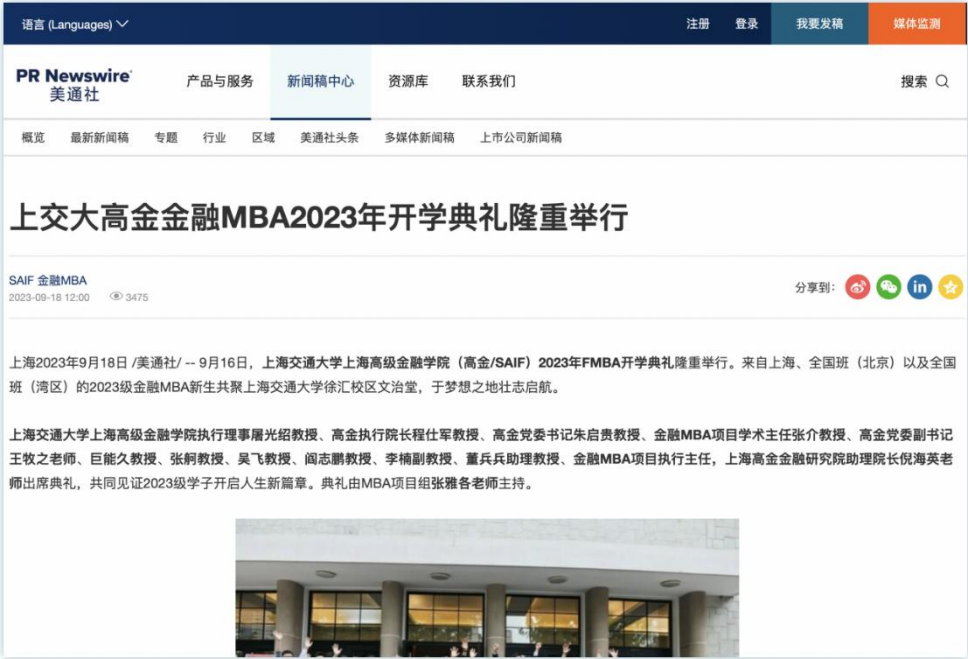 语言 (Languages)
注册
登录
我要发稿
媒体监测
PR Newswire
美通社
产品与服务
新闻稿中心
资源库
联系我们
搜索
概览
最新新闻稿
专题
行业
区域
美通社头条
多媒体新闻稿
上市公司新闻稿
上交大高金金融MBA2023年开学典礼隆重举行
SAIF 金融MBA
2023-09-18 12:00
3475
分享到:
in
上海2023年9月18日 /美通社/ -- 9月16日，上海交通大学上海高级金融学院（高金/SAIF）2023年FMBA开学典礼隆重举行。来自上海、全国班（北京）以及全国
班（湾区）的2023级金融MBA新生共聚上海交通大学徐汇校区文治堂，于梦想之地壮志启航。
上海交通大学上海高级金融学院执行理事屠光绍教授、高金执行院长程仕军教授、高金党委书记朱启贵教授、金融MBA项目学术主任张介教授、高金党委副书记
王牧之老师、巨能久教授、张舸教授、吴飞教授、阎志鹏教授、李楠副教授、董兵兵助理教授、金融MBA项目执行主任，上海高金金融研究院助理院长倪海英老
师出席典礼，共同见证2023级学子开启人生新篇章。典礼由MBA项目组张雅各老师主持。